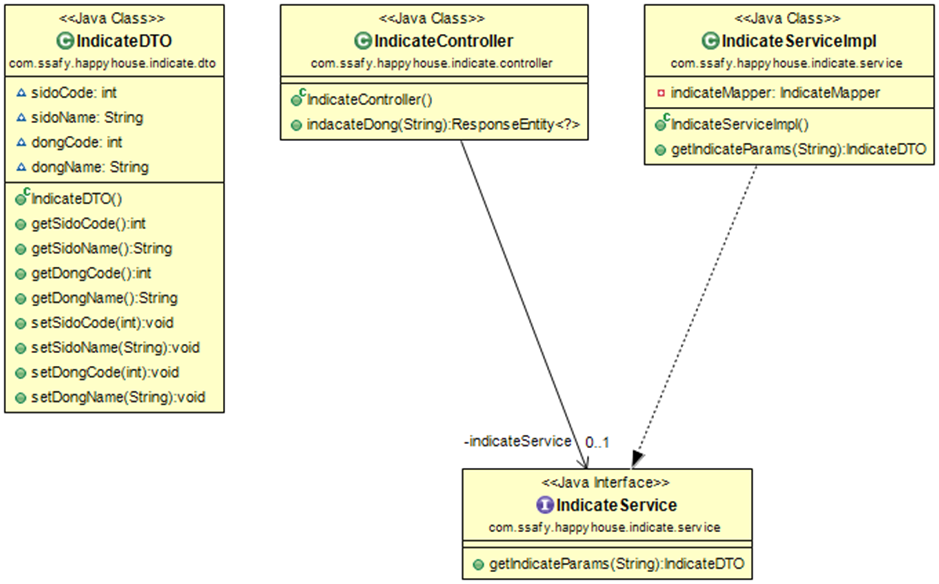 <<Java Class>>
IndicateDTO
com.ssafy.happyhouse.indicate.dto
sidoCode: int
sidoName: String
dongCode: int
dongName: String
IndicateDTO()
getSidoCode():int
getSidoName():String
getDongCode():int
getDongName():String
setSidoCode(int):void
setSidoName(String):void
setDongCode(int):void
setDongName(String):void
<<Java Class>>
IndicateController
com.ssafy.happyhouse.indicate.controller
IndicateController()
indacateDong(String):ResponseEntity<?>
<<Java Class>>
IndicateServiceImpl
com.ssafy.happyhouse.indicate.service
indicateMapper: IndicateMapper
IndicateServiceImpl()
getIndicateParams(String):IndicateDTO
-indicateService 0..1
<<Java Interface>>
IndicateService
com.ssafy.happyhouse.indicate.service
getIndicateParams(String):IndicateDTO